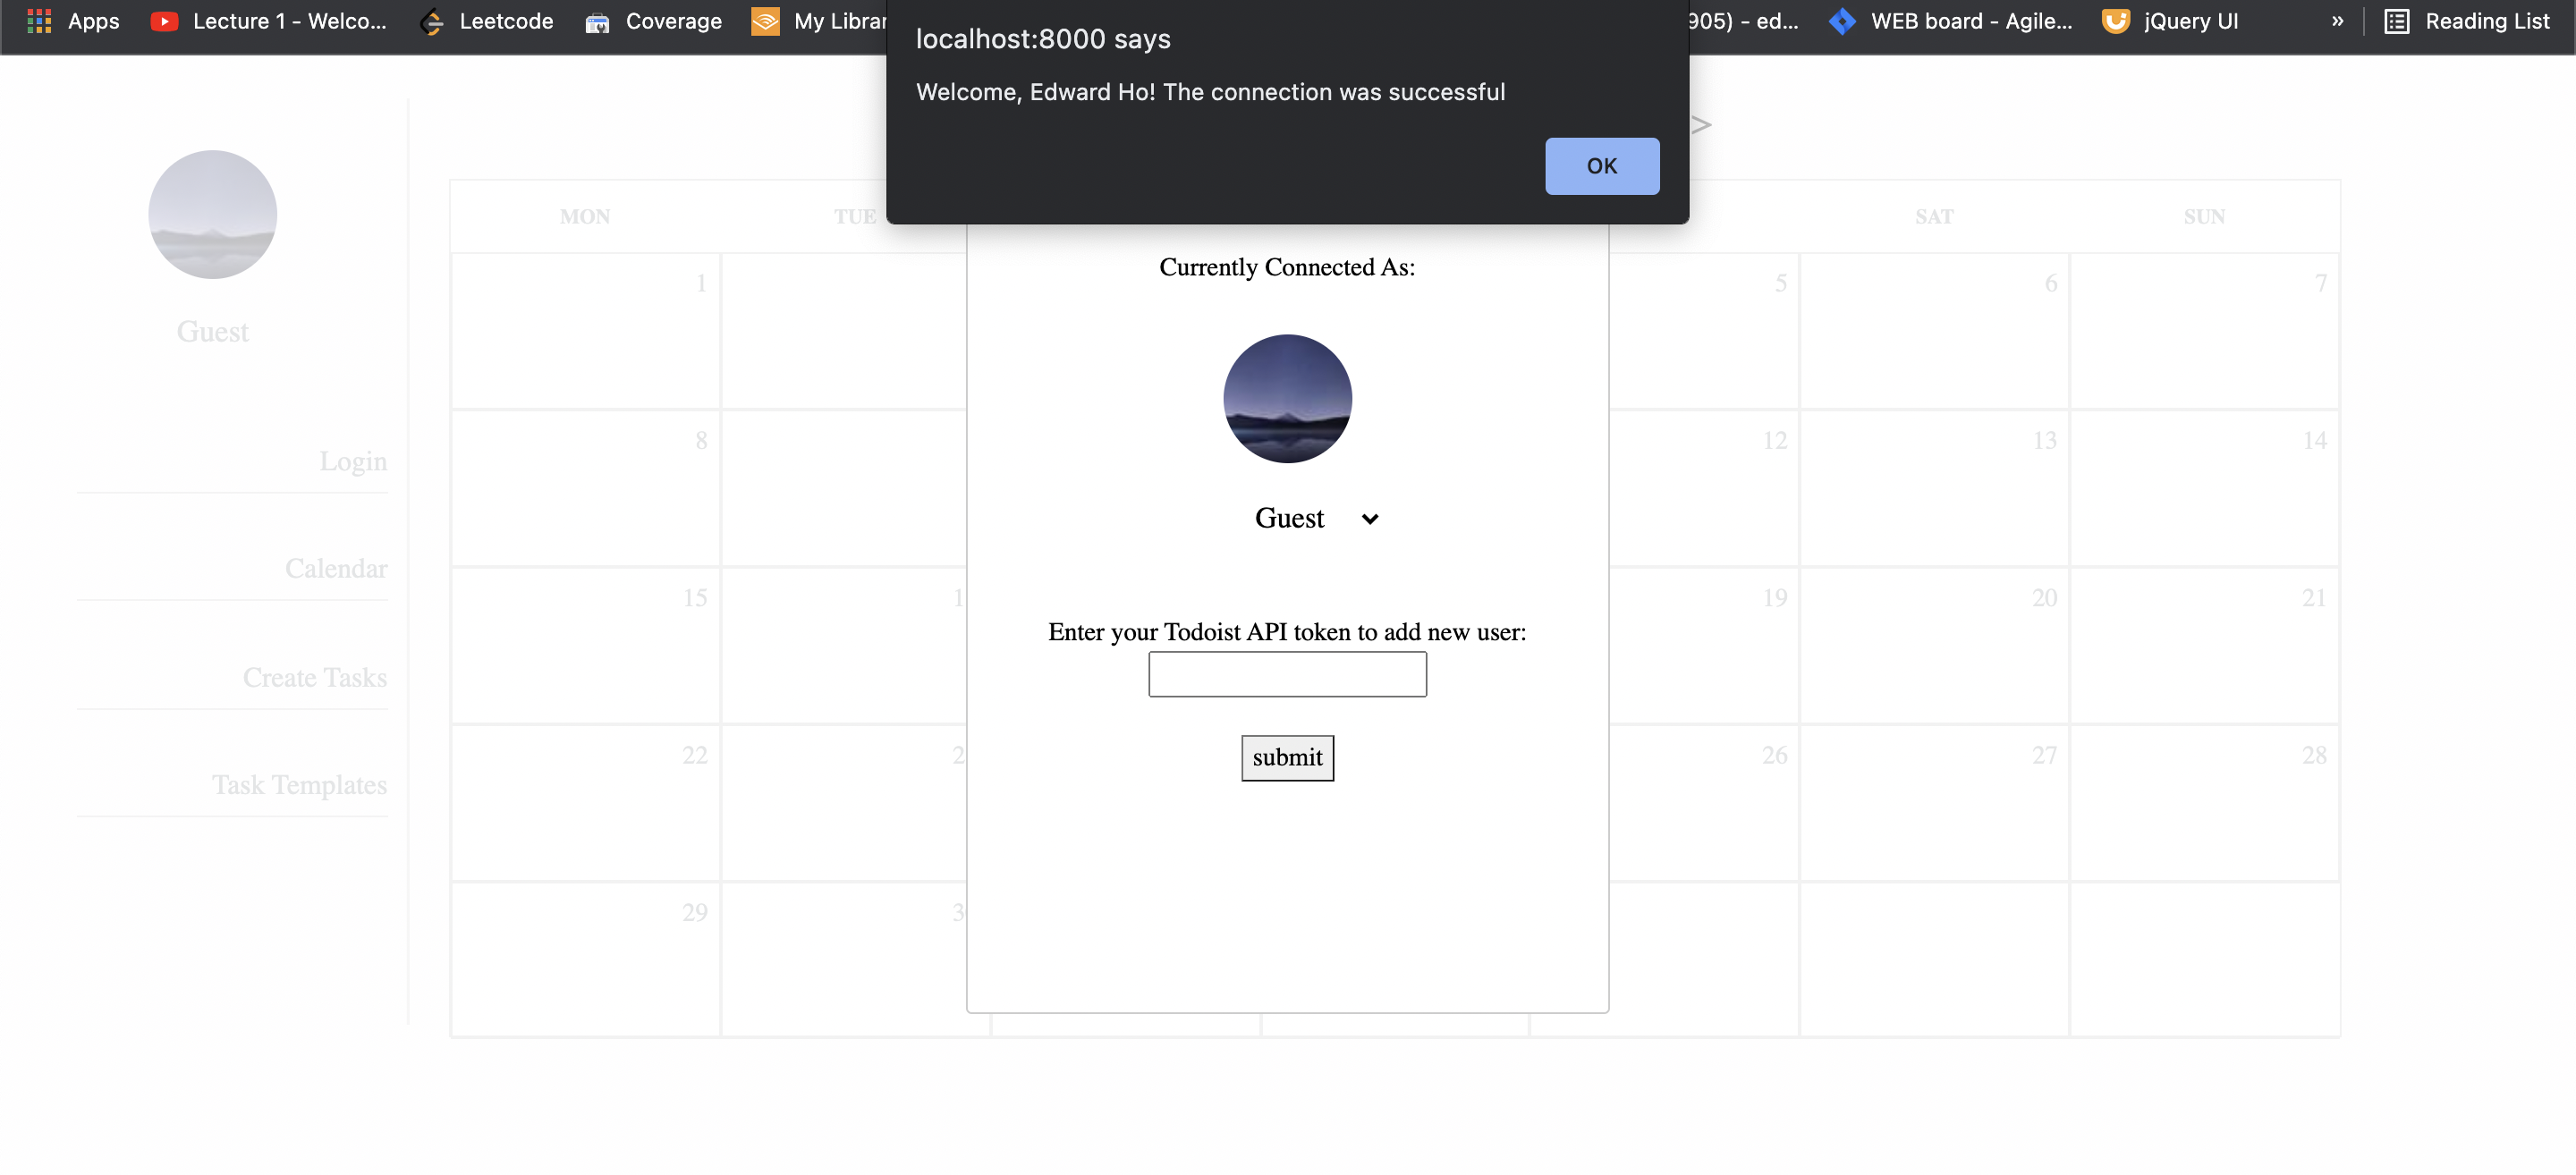 Apps Lecture 1 - Welco... Leetcode Coverage My Librar 905) - ed... WEB board - Agile... jQuery UI » Reading List
localhost:8000 says
Welcome, Edward Ho! The connection was successful
OK
>
MON TUE SAT SUN
Guest
Login
Calendar
Create Tasks
Task Templates
Currently Connected As:
Guest
Enter your Todoist API token to add new user:
submit
1 5 6 7
8 12 13 14
15 1 19 20 21
22 2 26 27 28
29 3